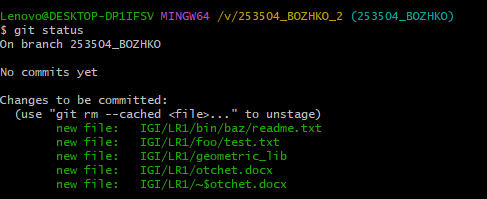 Lenovo@DESKTOP-DP1IFSV MINGW64 /v/253504_BOZHKO_2 (253504_BOZHKO)
$ git status
On branch 253504_BOZHKO
No commits yet
Changes to be committed:
  (use "git rm --cached <file>..." to unstage)
        new file:   IGI/LR1/bin/baz/readme.txt
        new file:   IGI/LR1/foo/test.txt
        new file:   IGI/LR1/geometric_lib
        new file:   IGI/LR1/otchet.docx
        new file:   IGI/LR1/~$otchet.docx